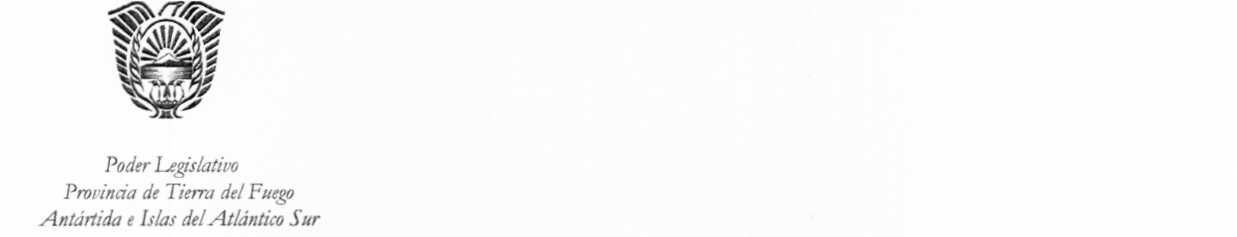 Poder Legislativo
Provincia de Tierra del Fuego
Antártida e Islas del Atlántico Sur